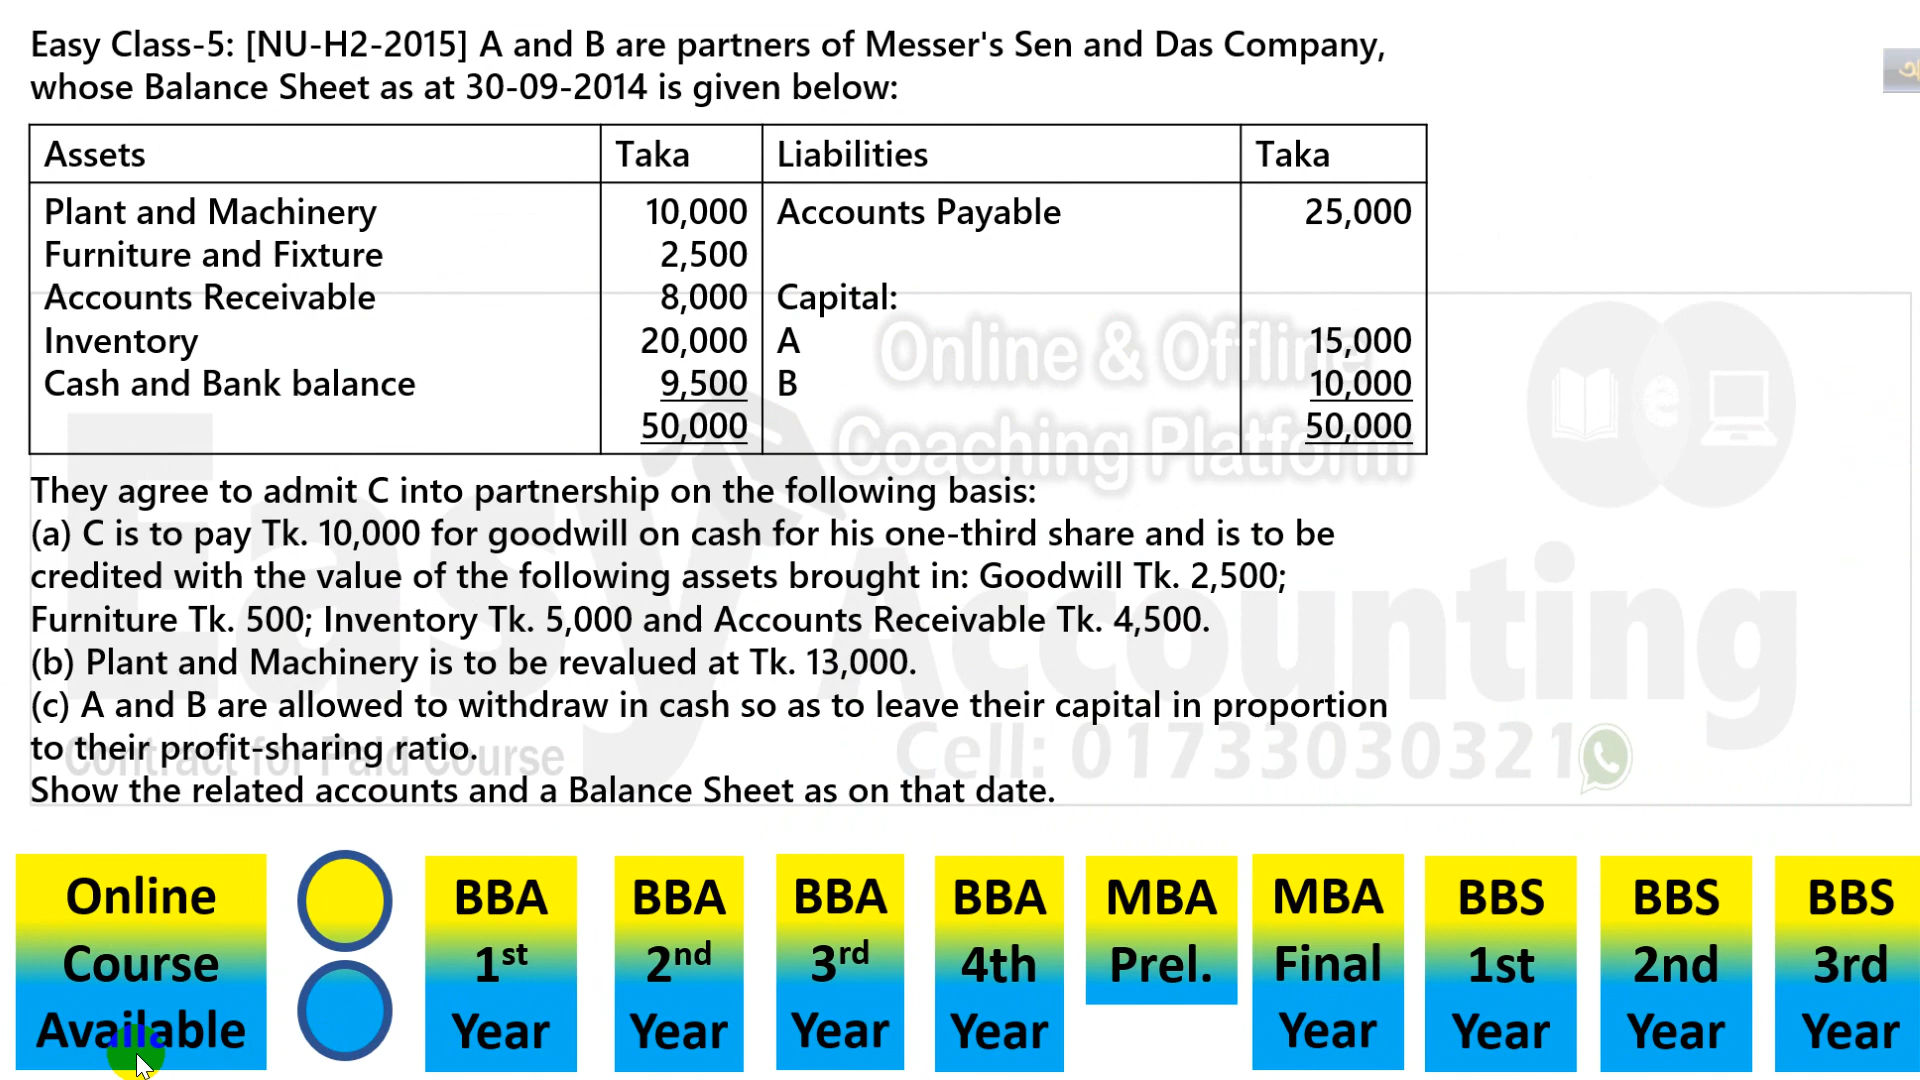 Easy Class-5: [NU-H2-2015] A and B are partners of Messer's Sen and Das Company,
whose Balance Sheet as at 30-09-2014 is given below:
Assets Taka Liabilities Taka
Plant and Machinery 10,000 Accounts Payable 25,000
Furniture and Fixture 2,500
Accounts Receivable 8,000 Capital:
Inventory 20,000 A 15,000
Cash and Bank balance 9,500 B 10,000
50,000 50,000
They agree to admit C into partnership on the following basis:
(a) C is to pay Tk. 10,000 for goodwill on cash for his one-third share and is to be
credited with the value of the following assets brought in: Goodwill Tk. 2,500;
Furniture Tk. 500; Inventory Tk. 5,000 and Accounts Receivable Tk. 4,500.
(b) Plant and Machinery is to be revalued at Tk. 13,000.
(c) A and B are allowed to withdraw in cash so as to leave their capital in proportion
to their profit-sharing ratio.
Show the related accounts and a Balance Sheet as on that date.
Online & Offline
Coaching Platform
Easy Accounting
e
Contract for Paid Course
Cell: 01733030321
Online
Course
Available
BBA
1st
Year
BBA
2nd
Year
BBA
3rd
Year
BBA
4th
Year
MBA
Prel.
MBA
Final
Year
BBS
1st
Year
BBS
2nd
Year
BBS
3rd
Year